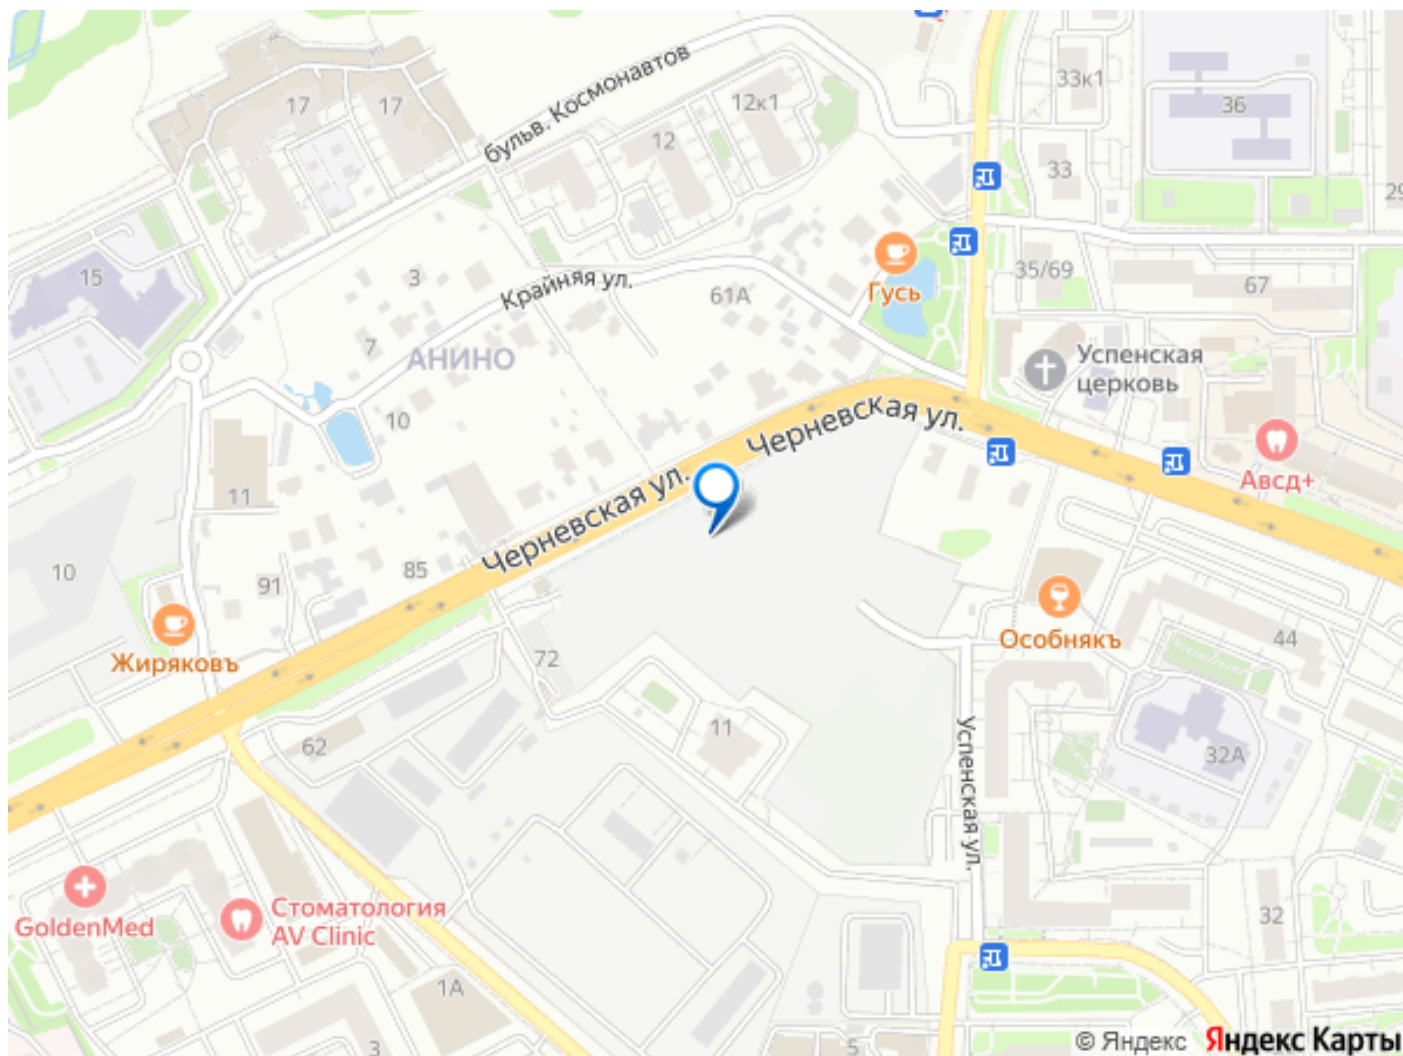 17
17
бульв. Космонавтов
12к1
12
33к1
36
33
29
15
3
Крайняя ул.
61А
Гусь
35/69
67
7
АНИНО
Успенская
церковь
10
Черневская ул.
Авсд+
11
Черневская ул.
10
91
85
Жиряковъ
72
Особнякъ
44
62
11
Успенская ул.
32А
GoldenMed
Стоматология
AV Clinic
32
1А
3
5
© Яндекс Яндекс Карты